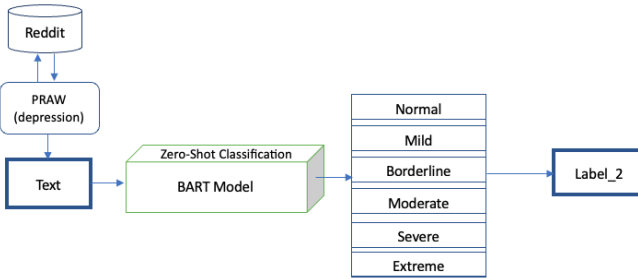 Reddit
PRAW
(depression)
Text
Zero-Shot Classification
BART Model
Normal
Mild
Borderline
Moderate
Severe
Extreme
Label_2